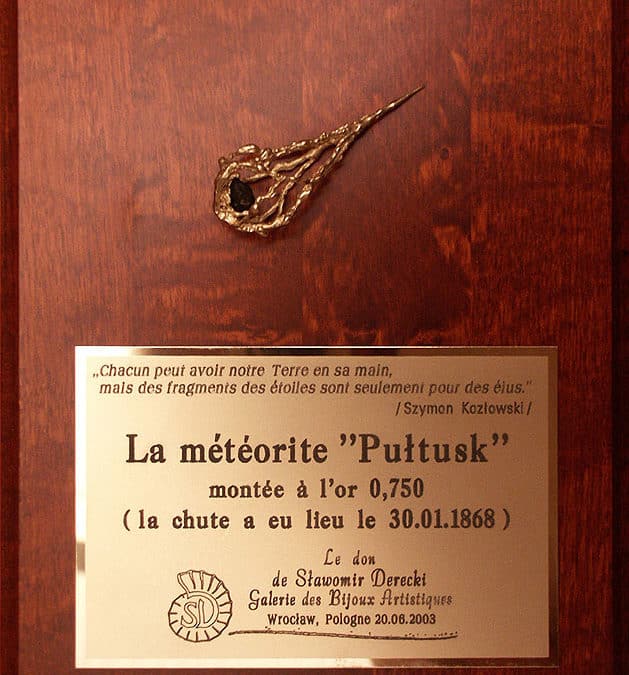 „Chacun peut avoir notre Terre en sa main,
mais des fragments des étoiles sont seulement pour des élus.”
/Szymon Kozłowski/
La météorite ”Pułtusk”
montée à l'or 0,750
( la chute a eu lieu le 30.01.1868 )
Le don
de Sławomir Derecki
Galerie des Bijoux Artistiques
Wrocław, Pologne 20.06.2003
SD